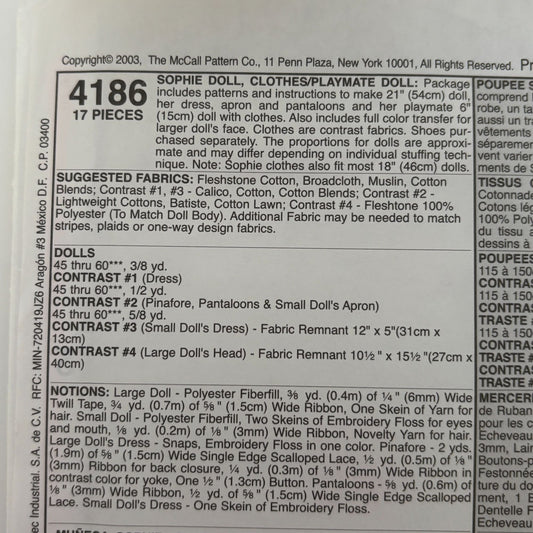 Copyright© 2003, The McCall Pattern Co., 11 Penn Plaza, New York 10001, All Rights Reserved. Pr
4186
17 PIECES
SOPHIE DOLL, CLOTHES/PLAYMATE DOLL: Package
includes patterns and instructions to make 21" (54cm) doll,
her dress, apron and pantaloons and her playmate 6"
(15cm) doll with clothes. Also includes full color transfer for
larger doll's face. Clothes are contrast fabrics. Shoes pur-
chased separately. The proportions for dolls are approxi-
mate and may differ depending on individual stuffing tech-
nique. Note: Sophie clothes also fit most 18" (46cm) dolls.
SUGGESTED FABRICS: Fleshstone Cotton, Broadcloth, Muslin, Cotton
Blends; Contrast #1, #3 - Calico, Cotton, Cotton Blends; Contrast #2 -
Lightweight Cottons, Batiste, Cotton Lawn; Contrast #4 - Fleshtone 100%
Polyester (To Match Doll Body). Additional Fabric may be needed to match
stripes, plaids or one-way design fabrics.
DOLLS
45 thru 60***, 3/8 yd.
CONTRAST #1 (Dress)
45 thru 60***, 1/2 yd.
CONTRAST #2 (Pinafore, Pantaloons & Small Doll's Apron)
45 thru 60***, 5/8 yd.
CONTRAST #3 (Small Doll's Dress) - Fabric Remnant 12" x 5"(31cm x
13cm)
CONTRAST #4 (Large Doll's Head) - Fabric Remnant 10½" x 15½"(27cm x
40cm)
NOTIONS: Large Doll - Polyester Fiberfill, ⅜ yd. (0.4m) of ¼" (6mm) Wide
Twill Tape, ¾ yd. (0.7m) of ⅝" (1.5cm) Wide Ribbon, One Skein of Yarn for
hair. Small Doll - Polyester Fiberfill, Two Skeins of Embroidery Floss for eyes
and mouth, ⅛ yd. (0.2m) of ⅛" (3mm) Wide Ribbon, Novelty Yarn for hair.
Large Doll's Dress - Snaps, Embroidery Floss in one color. Pinafore - 2 yds.
(1.9m) of ⅝" (1.5cm) Wide Single Edge Scalloped Lace, ½ yd. (0.5m) of ⅛"
(3mm) Ribbon for back closure, ¼ yd. (0.3m) of ⅛" (3mm) Wide Ribbon in
contrast color for yoke, One ½" (1.3cm) Button. Pantaloons - ⅝ yd. (0.6m) of
⅛" (3mm) Wide Ribbon, ½ yd. of ⅝" (1.5cm) Wide Single Edge Scalloped
Lace. Small Doll's Dress - One Skein of Embroidery Floss.
POUPEE S
comprend l
robe, un ta
aussi un tra
vêtements
séparemen
vent varier
ments de S
TISSUS
Cotonnade
Cotons lég
100% Poly
du tissu a
dessins à
POUPEES
115 à 150
CONTRAS
115 à 150
CONTRAS
TRASTE #
115 à 150
CONTRAS
TRASTE #
CONTRAS
TRASTE #
MERCERI
de Ruban
pour les c
Echeveau
3mm, Lain
Boutons-p
Festonnée
ture du do
ment, 1 E
Dentelle F
Echeveau
ec Industrial. S.A. de C.V. RFC: MIN-720419JZ6 Aragón #3 México D.F. C.P. 03400